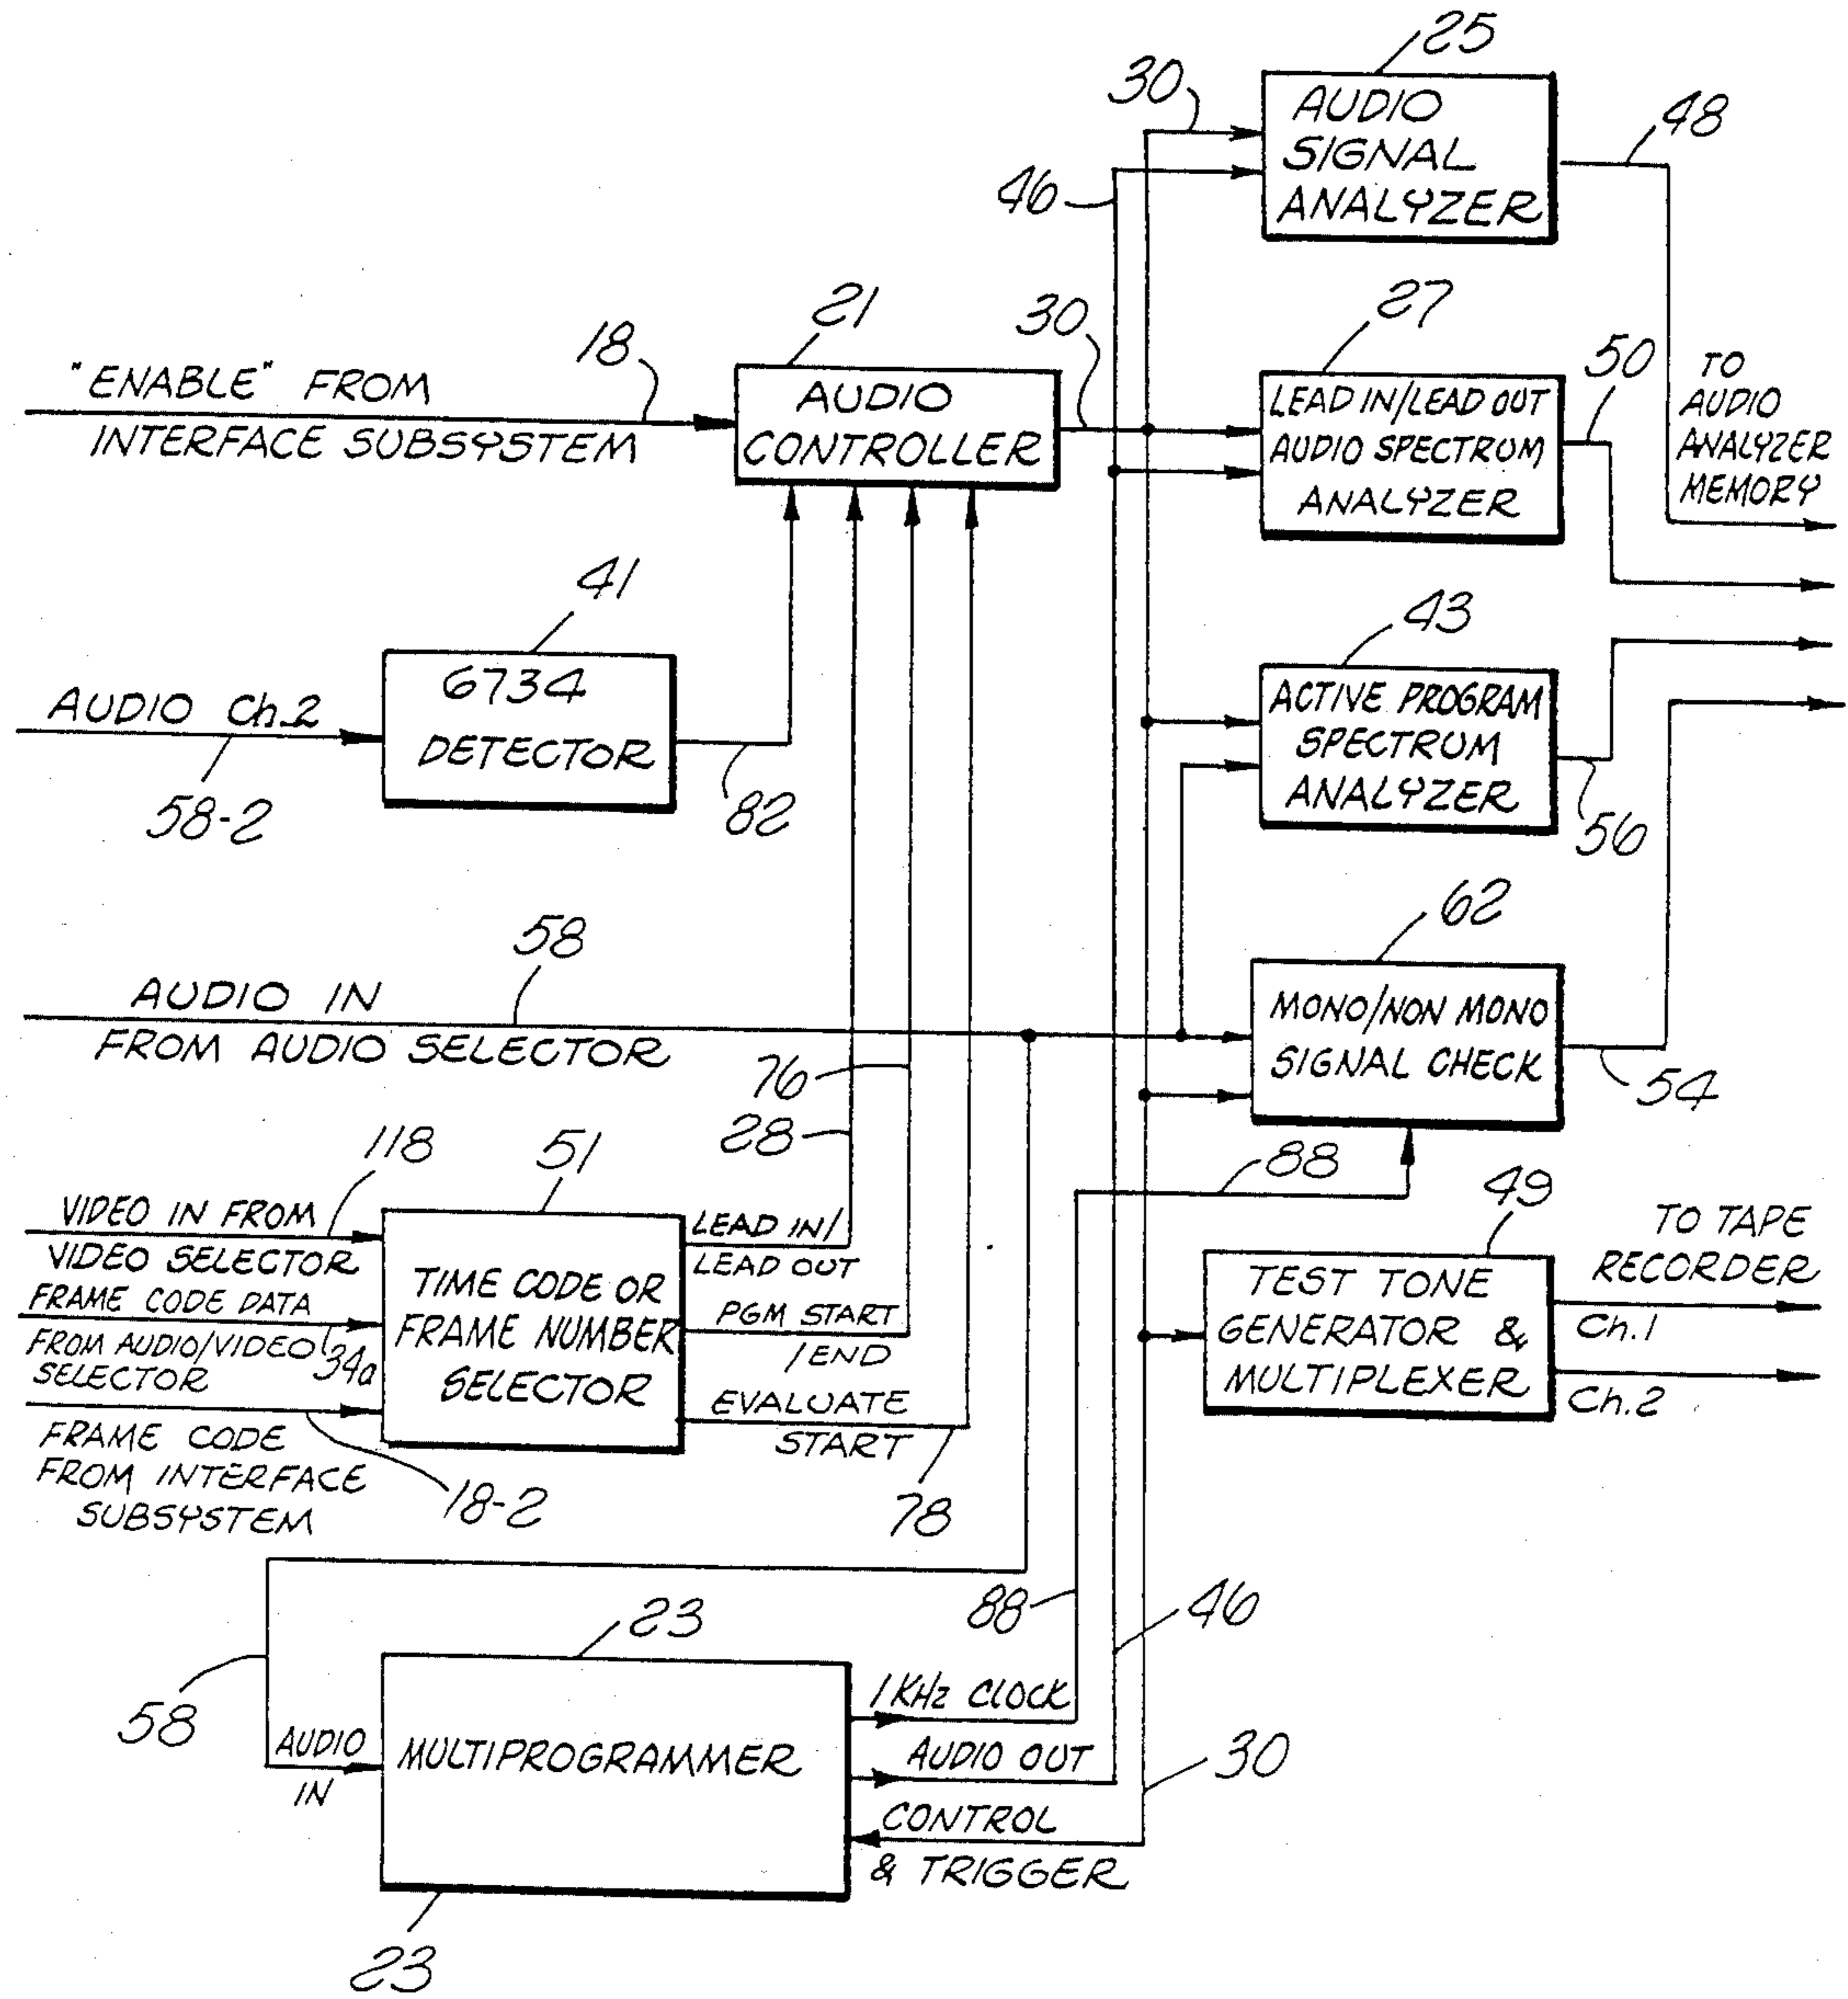 25
30
AUDIO
SIGNAL
ANALYZER
48
46
21
30
27
18
50
TO
AUDIO
ANALYZER
MEMORY
"ENABLE" FROM
INTERFACE SUBSYSTEM
AUDIO
CONTROLLER
LEAD IN/LEAD OUT
AUDIO SPECTRUM
ANALYZER
41
43
AUDIO Ch.2
6734
DETECTOR
58-2
82
ACTIVE PROGRAM
SPECTRUM
ANALYZER
56
62
58
AUDIO IN
FROM AUDIO SELECTOR
MONO/NON MONO
SIGNAL CHECK
54
76
28
88
118
51
49
VIDEO IN FROM
VIDEO SELECTOR
FRAME CODE DATA
FROM AUDIO/VIDEO
SELECTOR
34a
FRAME CODE
FROM INTERFACE
SUBSYSTEM
18-2
TIME CODE OR
FRAME NUMBER
SELECTOR
LEAD IN/
LEAD OUT
PGM START
/END
EVALUATE
START
78
TEST TONE
GENERATOR &
MULTIPLEXER
TO TAPE
RECORDER
Ch.1
Ch.2
88
46
23
58
AUDIO
IN
MULTIPROGRAMMER
1KHz CLOCK
AUDIO OUT
30
CONTROL
& TRIGGER
23